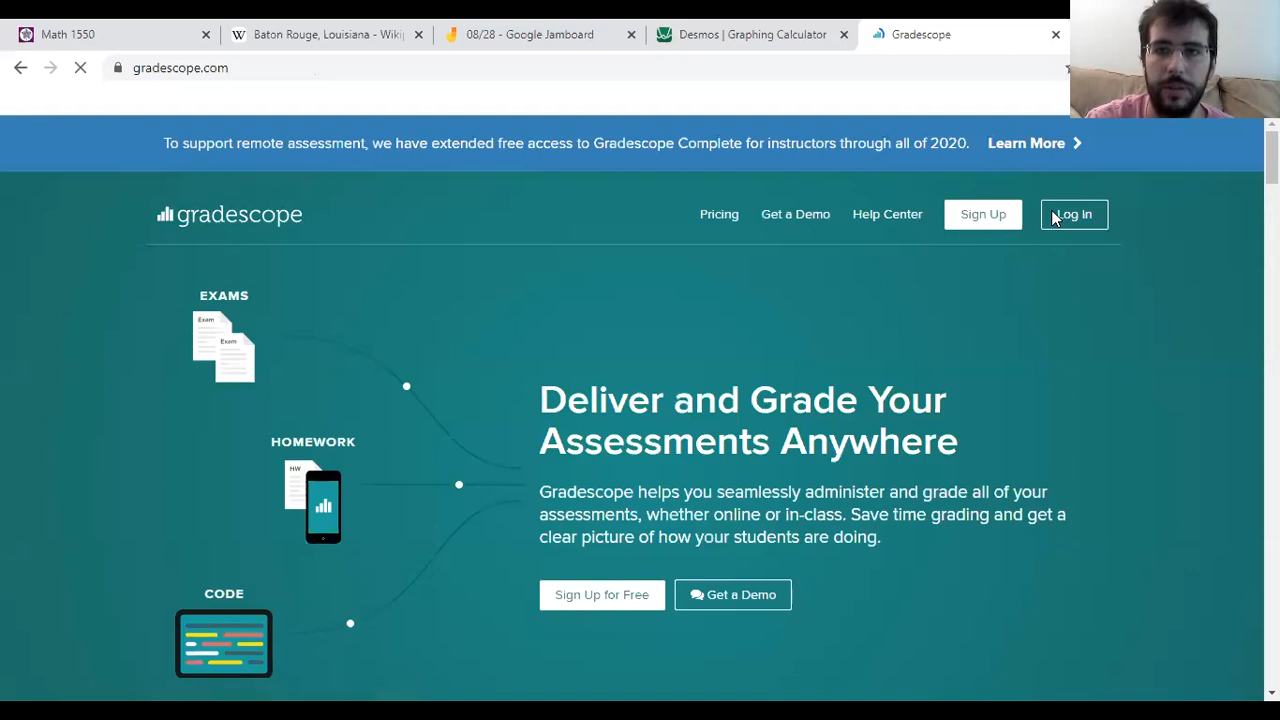 Math 1550
Baton Rouge, Louisiana - Wiki
08/28 - Google Jamboard
Desmos | Graphing Calculator
Gradescope
gradescope.com
To support remote assessment, we have extended free access to Gradescope Complete for instructors through all of 2020. Learn More
gradescope
Pricing
Get a Demo
Help Center
Sign Up
Log In
EXAMS
Exam
Exam
HOMEWORK
HW
CODE
Deliver and Grade Your
Assessments Anywhere
Gradescope helps you seamlessly administer and grade all of your
assessments, whether online or in-class. Save time grading and get a
clear picture of how your students are doing.
Sign Up for Free
Get a Demo